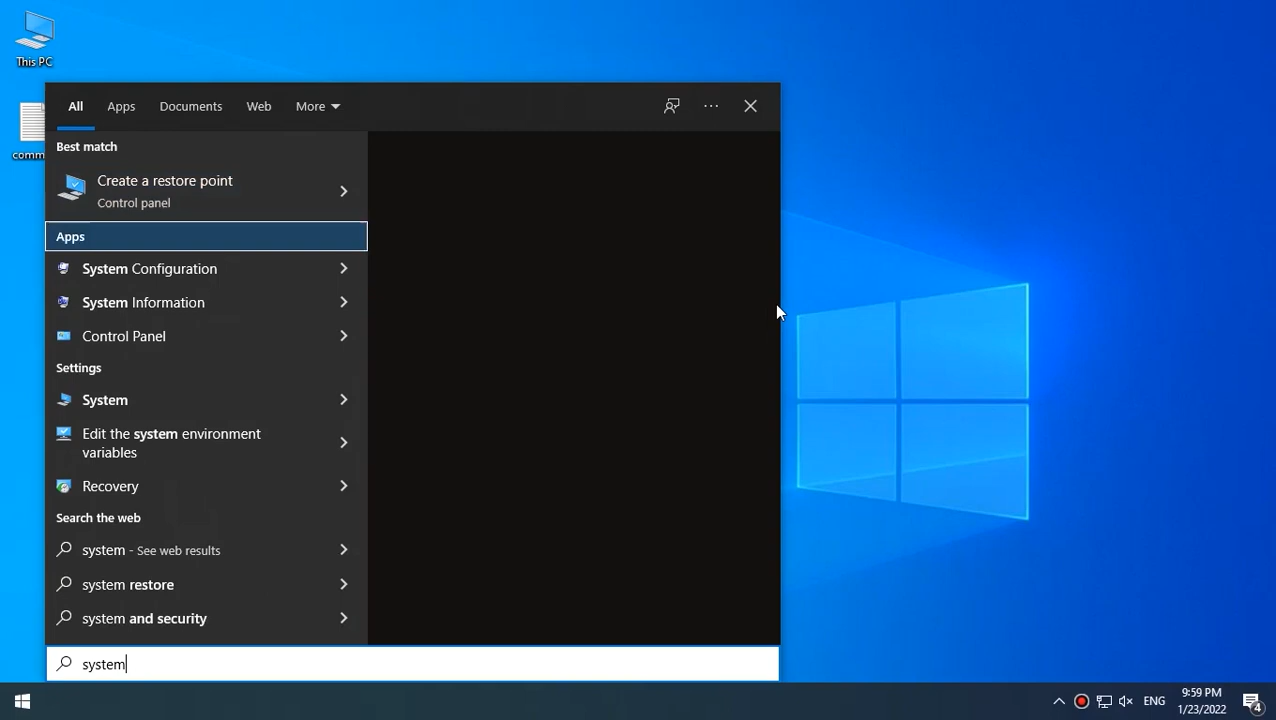 This PC
comm
All Apps Documents Web More
Best match
Create a restore point
Control panel
Apps
System Configuration
System Information
Control Panel
Settings
System
Edit the system environment
variables
Recovery
Search the web
system - See web results
system restore
system and security
system
ENG
9:59 PM
1/23/2022
4